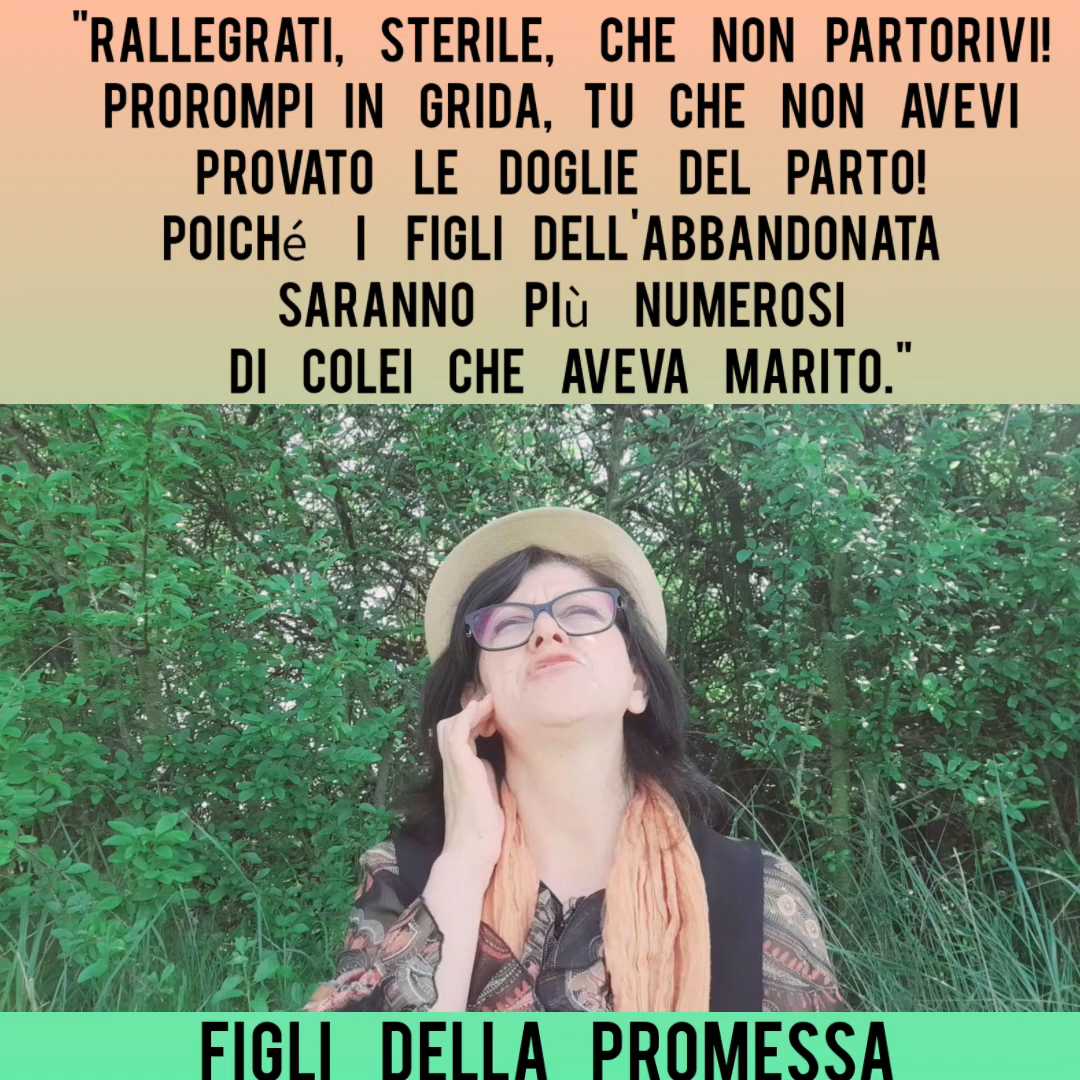 "RALLEGRATI, STERILE, CHE NON PARTORIVI!
PROROMPI IN GRIDA, TU CHE NON AVEVI
PROVATO LE DOGLIE DEL PARTO!
POICHé I FIGLI DELL'ABBANDONATA
SARANNO PIù NUMEROSI
DI COLEI CHE AVEVA MARITO."
FIGLI DELLA PROMESSA